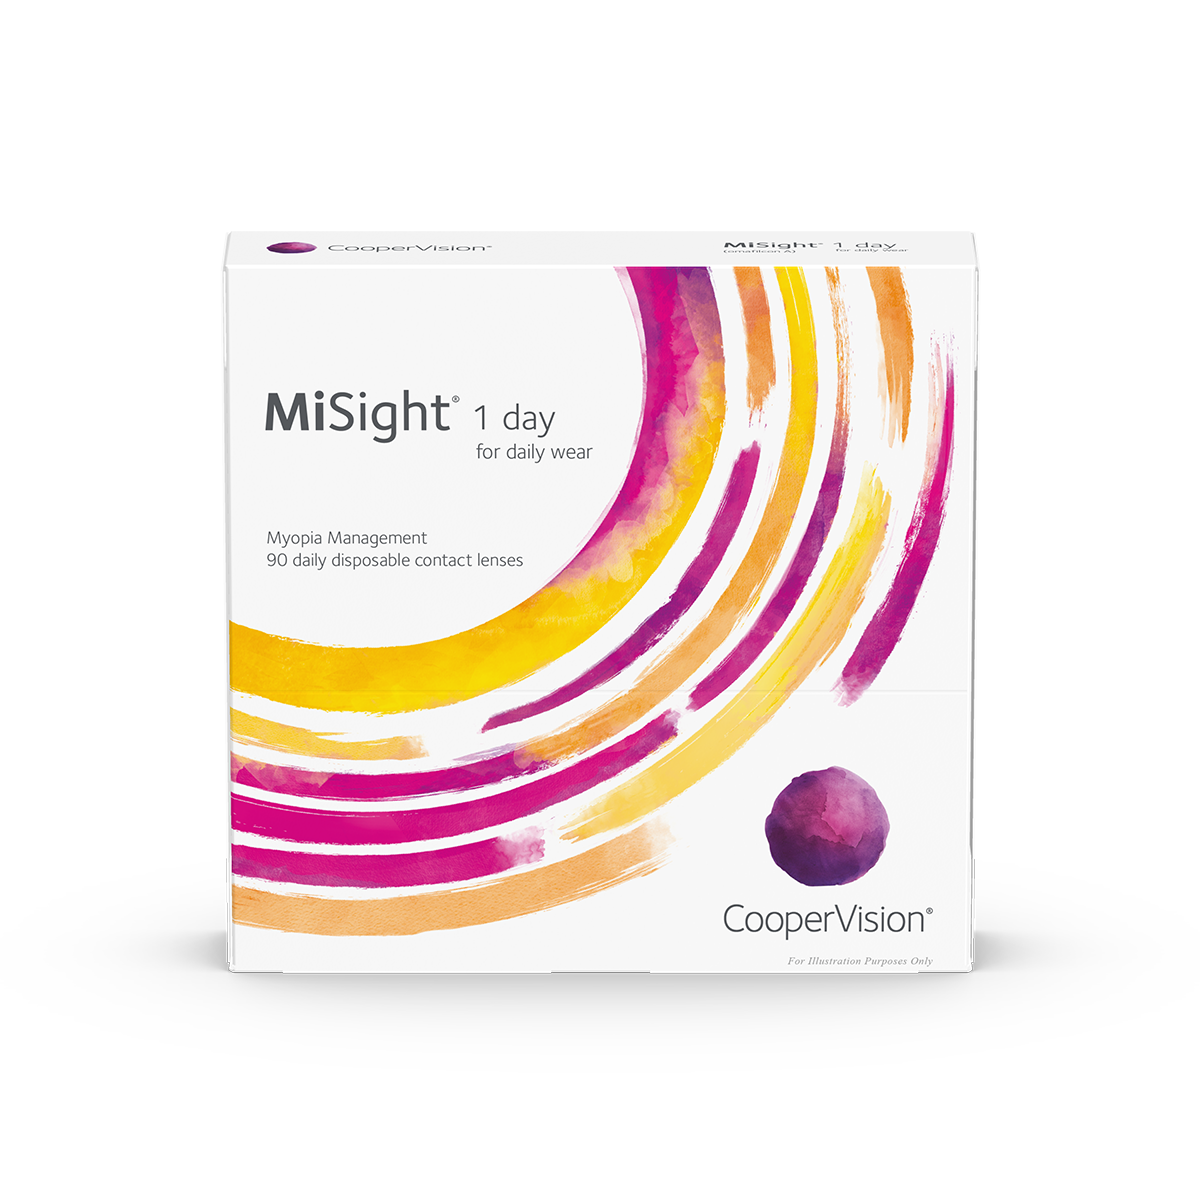 CooperVision®
MiSight® 1 day
(omafilcon A)
for daily wear
MiSight® 1 day
for daily wear
Myopia Management
90 daily disposable contact lenses
CooperVision®
For Illustration Purposes Only